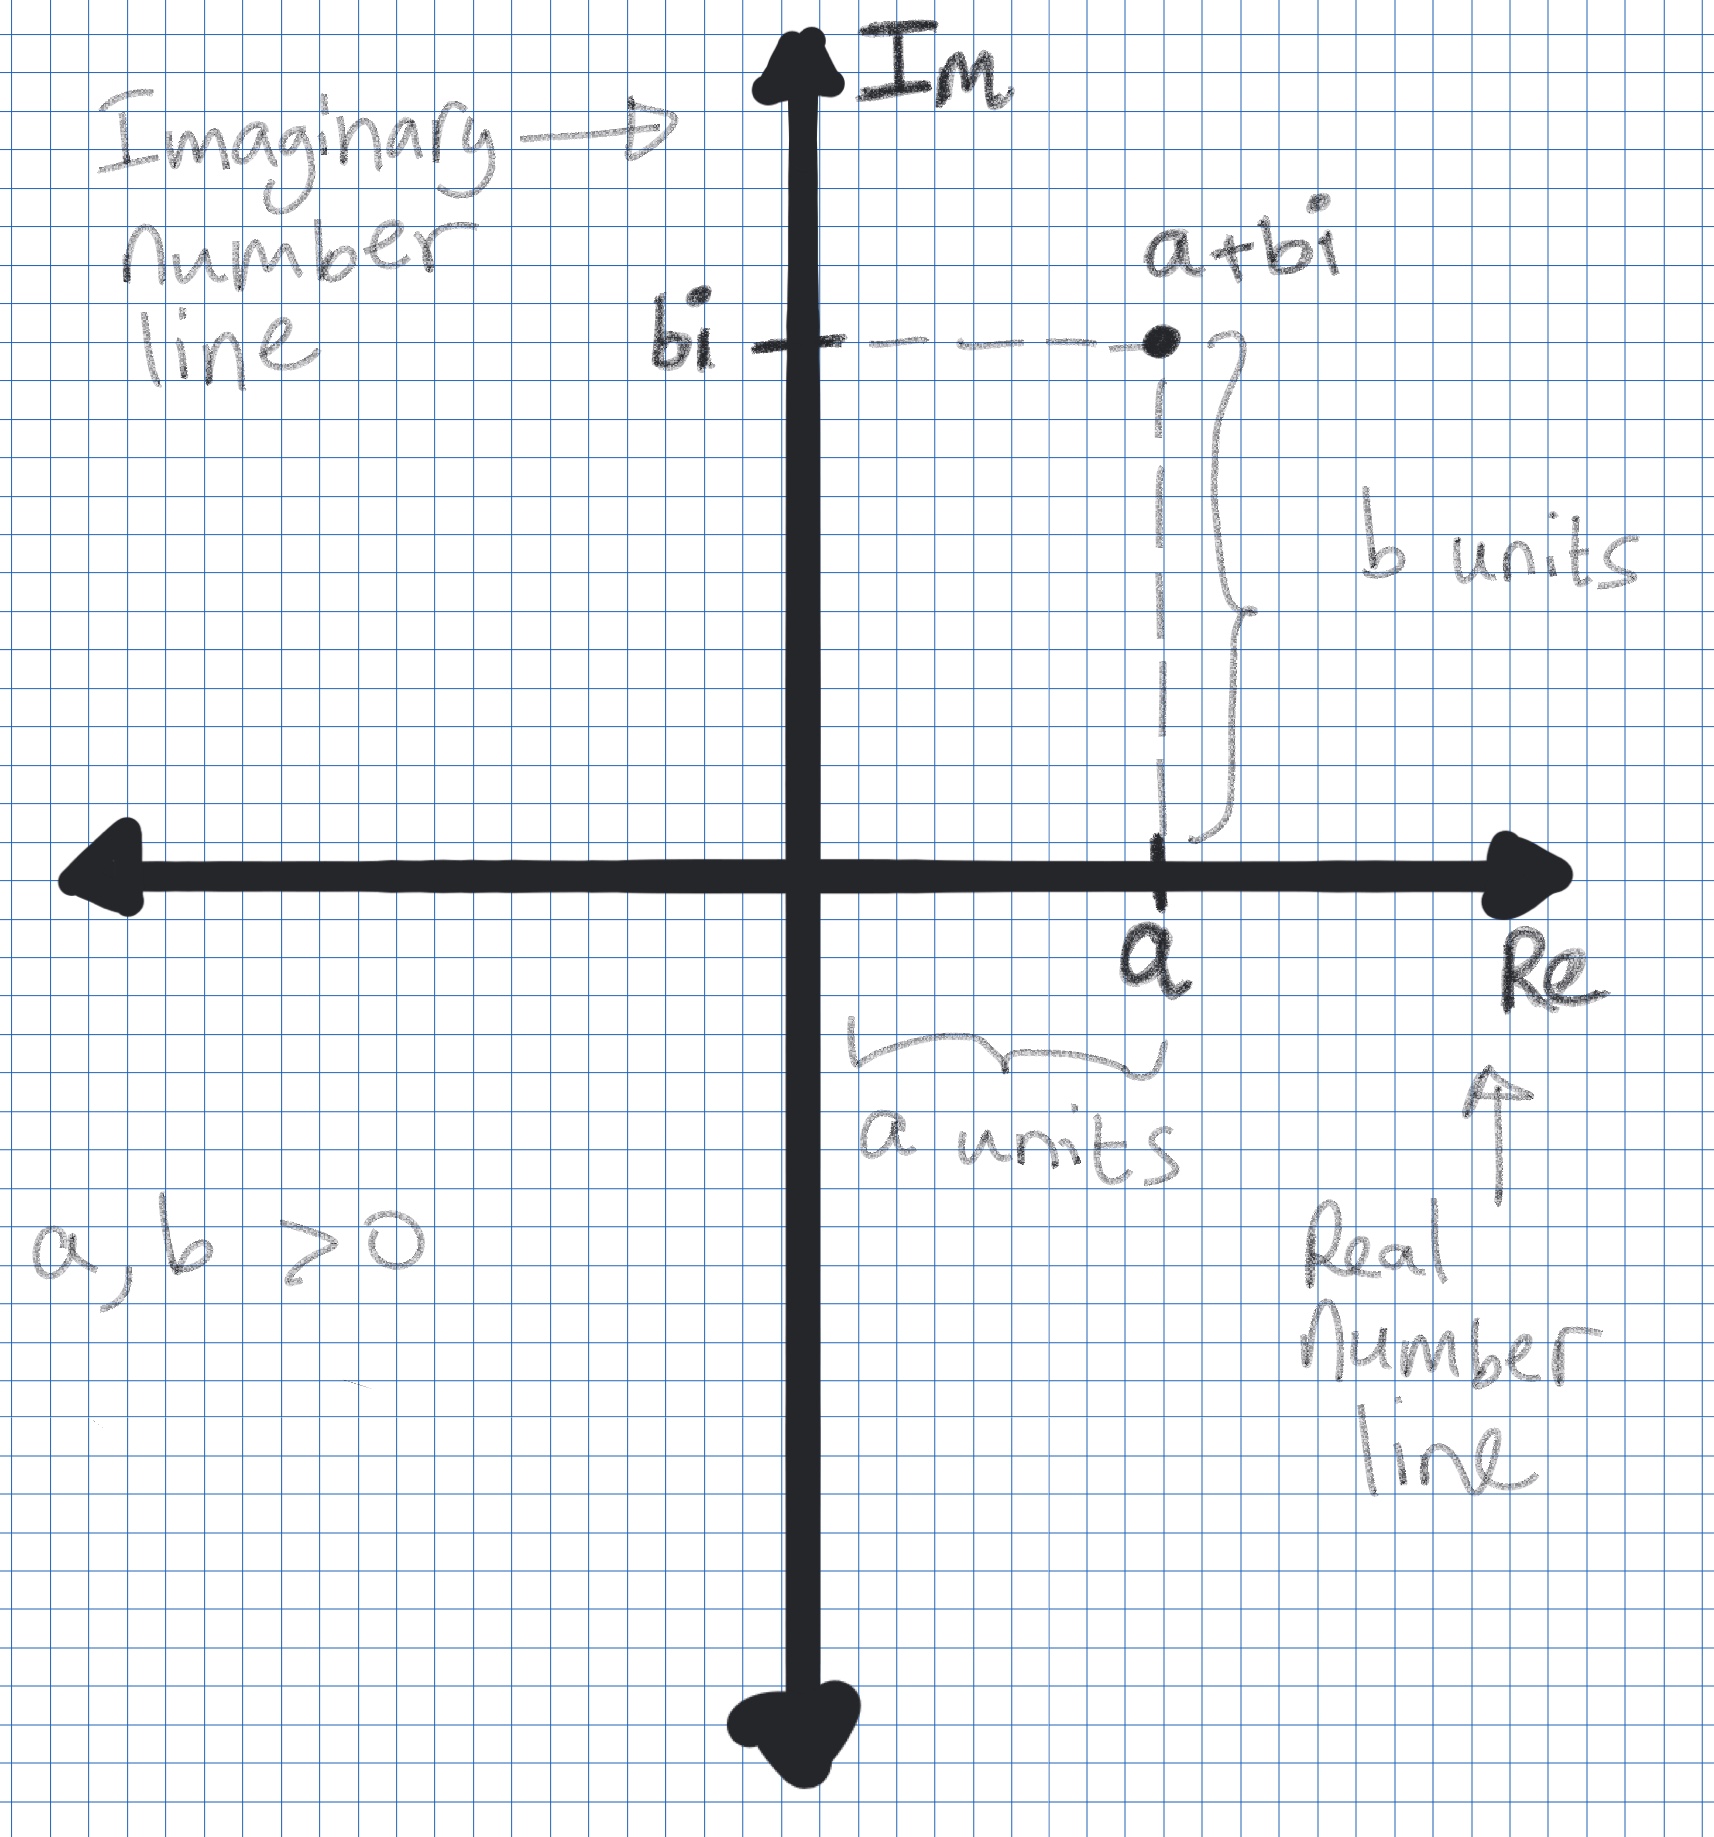 Im
Imaginary
number
line
a+bi
bi
b units
a
Re
a units
a, b >0
Real
number
line